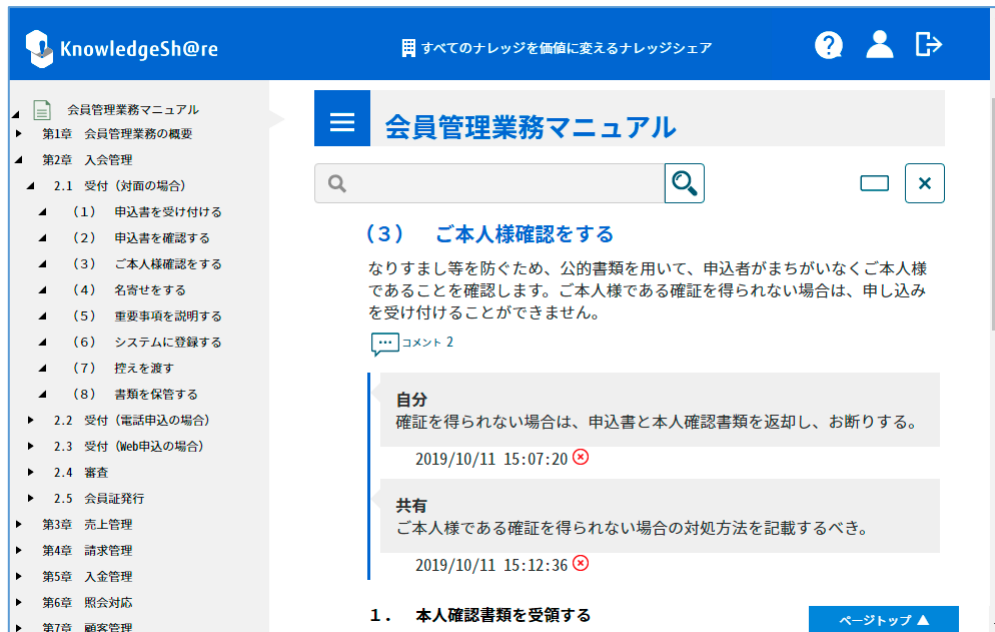 KnowledgeSh@re
すべてのナレッジを価値に変えるナレッジシェア
?
会員管理業務マニュアル
第1章 会員管理業務の概要
第2章 入会管理
2.1 受付（対面の場合）
（1） 申込書を受け付ける
（2） 申込書を確認する
（3） ご本人様確認をする
（4） 名寄せをする
（5） 重要事項を説明する
（6） システムに登録する
（7） 控えを渡す
（8） 書類を保管する
2.2 受付（電話申込の場合）
2.3 受付（Web申込の場合）
2.4 審査
2.5 会員証発行
第3章 売上管理
第4章 請求管理
第5章 入金管理
第6章 照会対応
第7章 顧客管理
会員管理業務マニュアル
（３） ご本人様確認をする
なりすまし等を防ぐため、公的書類を用いて、申込者がまちがいなくご本人様
であることを確認します。ご本人様である確証を得られない場合は、申し込み
を受け付けることができません。
コメント 2
自分
確証を得られない場合は、申込書と本人確認書類を返却し、お断りする。
2019/10/11 15:07:20
共有
ご本人様である確証を得られない場合の対処方法を記載するべき。
2019/10/11 15:12:36
１． 本人確認書類を受領する
ページトップ ▲